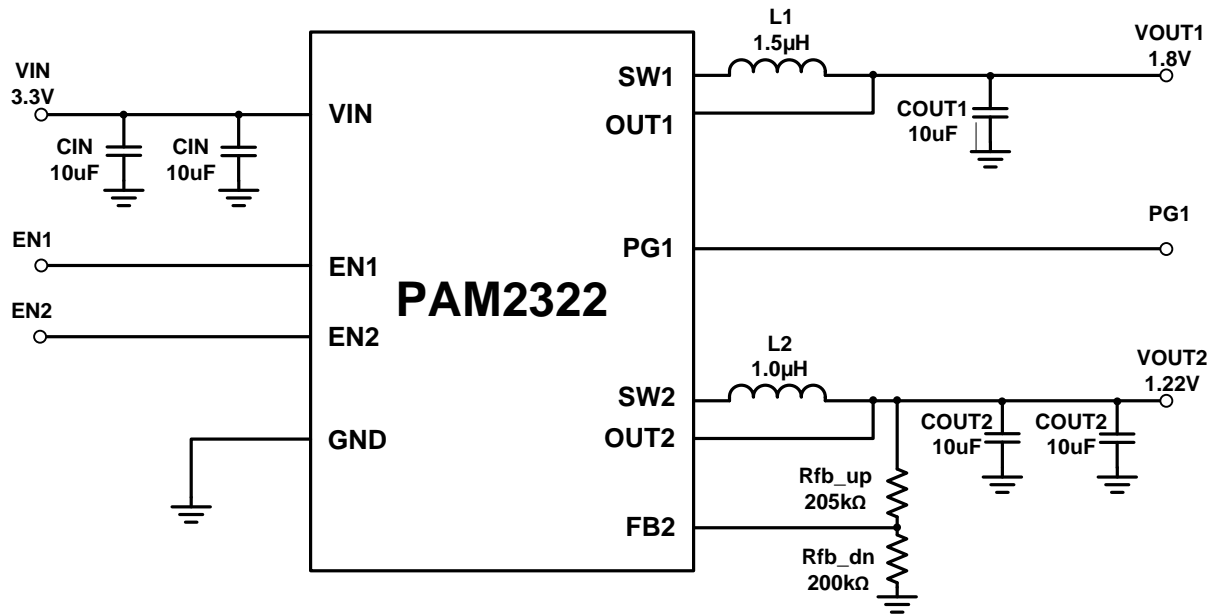 L1
1.5µH
VOUT1
1.8V
VIN
3.3V
SW1
VIN
OUT1
COUT1
10uF
CIN
10uF
CIN
10uF
PG1
PG1
EN1
EN1
PAM2322
EN2
EN2
L2
1.0µH
VOUT2
1.22V
SW2
GND
OUT2
COUT2
10uF
COUT2
10uF
Rfb_up
205kΩ
FB2
Rfb_dn
200kΩ